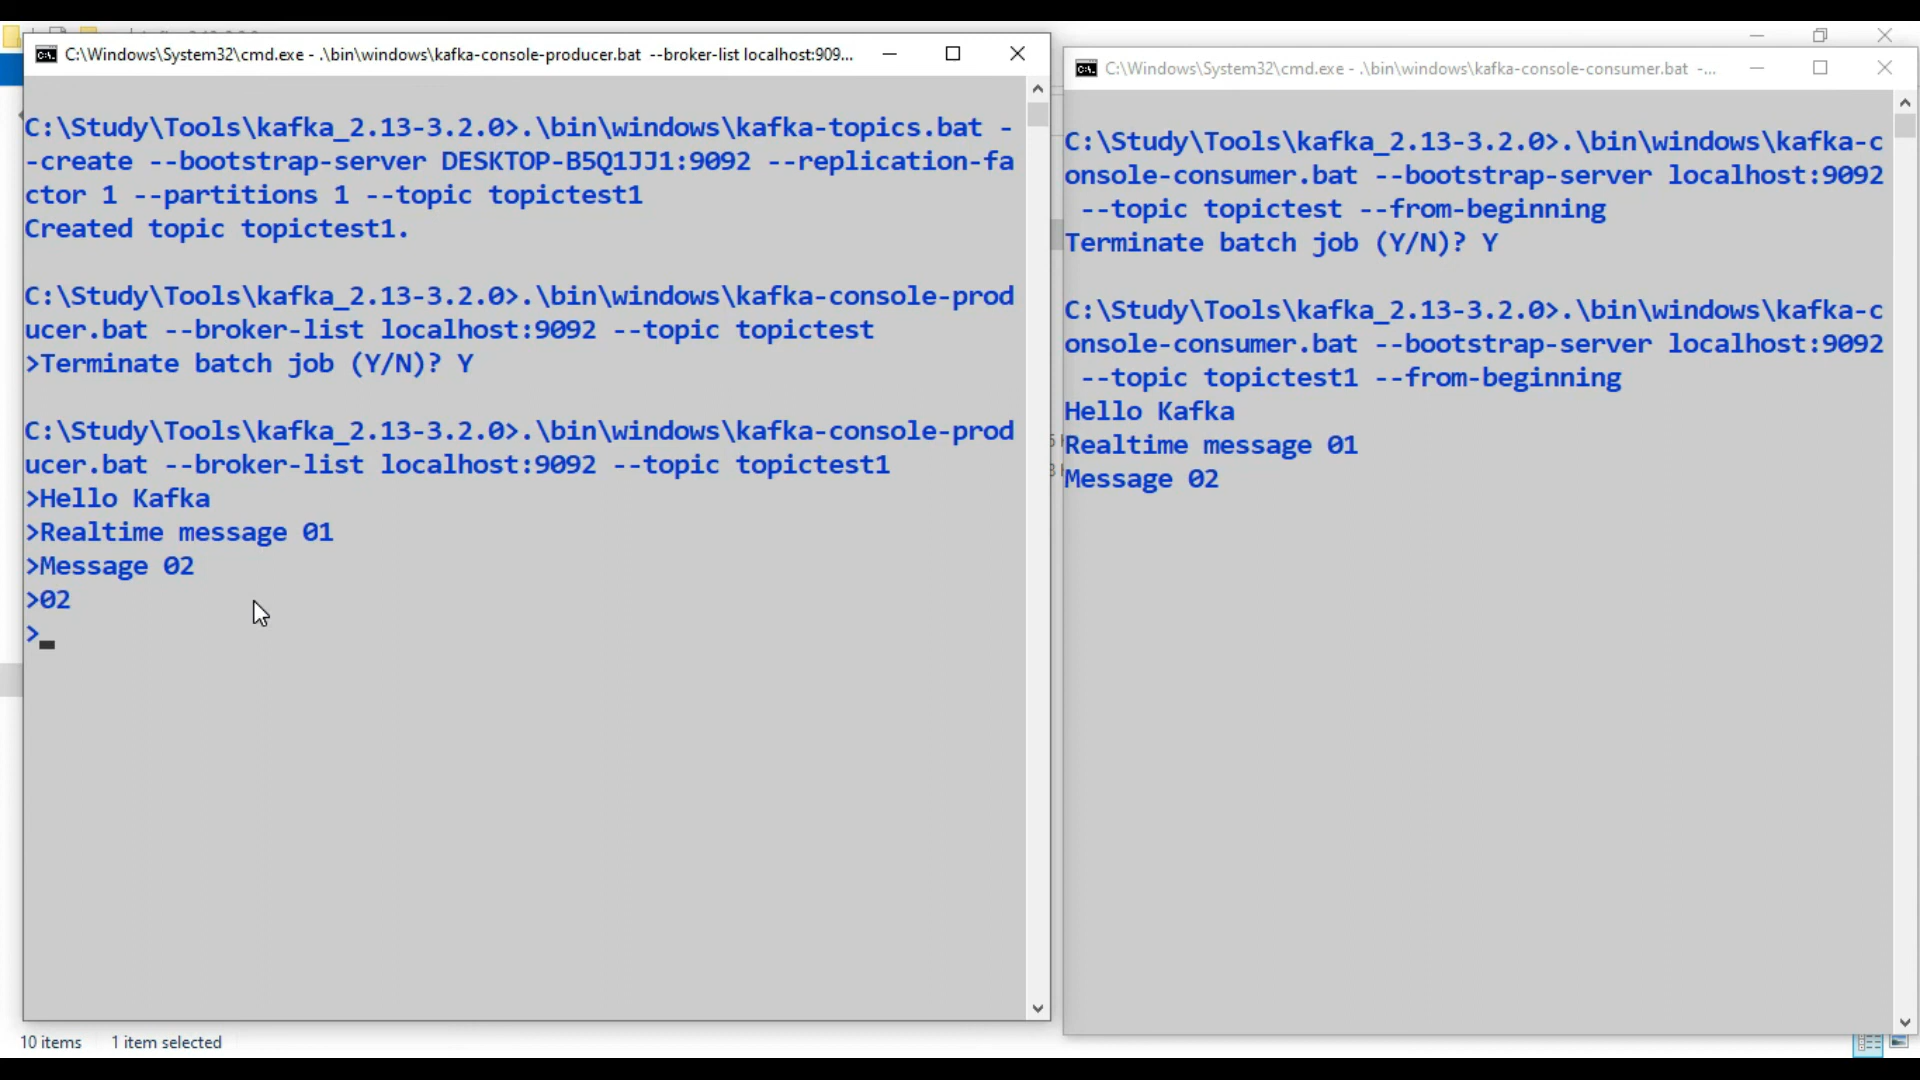 C:\Windows\System32\cmd.exe - .\bin\windows\kafka-console-producer.bat --broker-list localhost:909...
C:\Study\Tools\kafka_2.13-3.2.0>.\bin\windows\kafka-topics.bat -
-create --bootstrap-server DESKTOP-B5Q1JJ1:9092 --replication-fa
ctor 1 --partitions 1 --topic topictest1
Created topic topictest1.
C:\Study\Tools\kafka_2.13-3.2.0>.\bin\windows\kafka-console-prod
ucer.bat --broker-list localhost:9092 --topic topictest
>Terminate batch job (Y/N)? Y
C:\Study\Tools\kafka_2.13-3.2.0>.\bin\windows\kafka-console-prod
ucer.bat --broker-list localhost:9092 --topic topictest1
>Hello Kafka
>Realtime message 01
>Message 02
>02
>
C:\Windows\System32\cmd.exe - .\bin\windows\kafka-console-consumer.bat -...
C:\Study\Tools\kafka_2.13-3.2.0>.\bin\windows\kafka-c
onsole-consumer.bat --bootstrap-server localhost:9092
--topic topictest --from-beginning
Terminate batch job (Y/N)? Y
C:\Study\Tools\kafka_2.13-3.2.0>.\bin\windows\kafka-c
onsole-consumer.bat --bootstrap-server localhost:9092
--topic topictest1 --from-beginning
Hello Kafka
Realtime message 01
Message 02
10 items 1 item selected